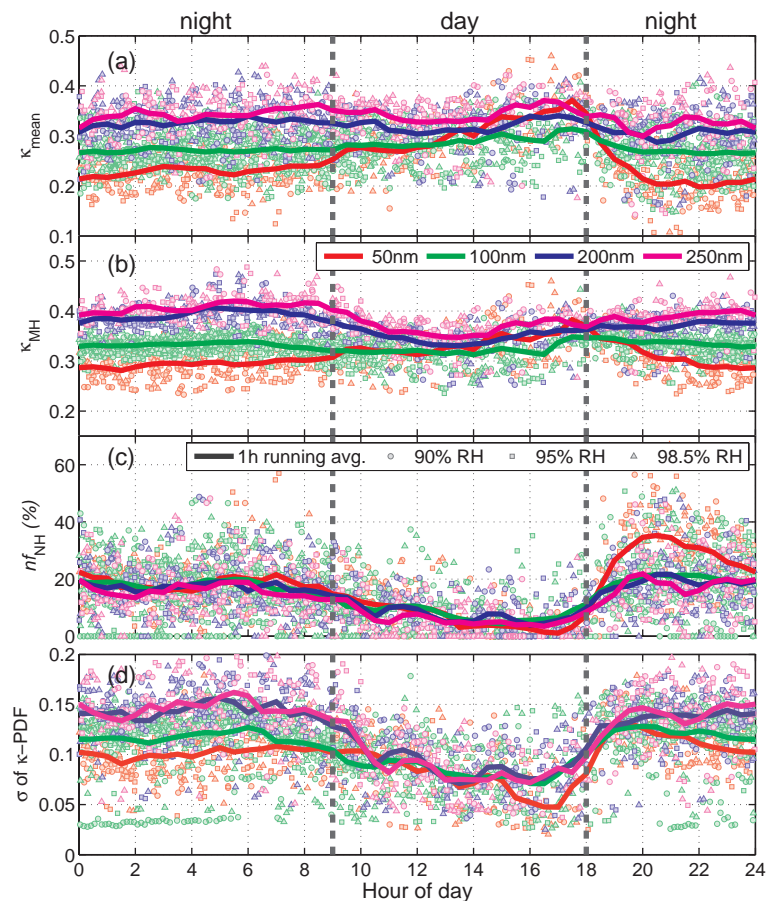 night day night
(a)
0.5
0.4
0.3
0.2
0.1
κmean
(b)
50nm 100nm 200nm 250nm
0.5
0.4
0.3
0.2
κMH
(c)
1h running avg. 90% RH 95% RH 98.5% RH
60
40
20
0
nfNH (%)
(d)
0.2
0.15
0.1
0.05
0
σ of κ–PDF
0 2 4 6 8 10 12 14 16 18 20 22 24
Hour of day